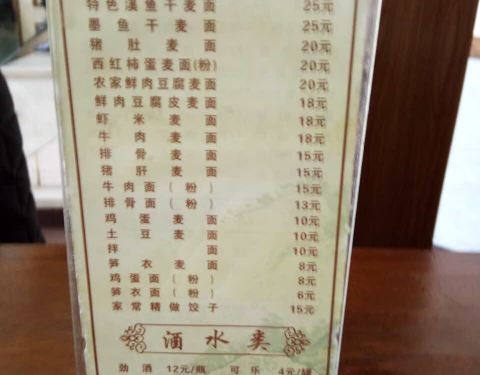 特色溪鱼干麦面 25元
墨鱼干麦面 25元
猪肚麦面 20元
西红柿蛋麦面(粉) 20元
农家鲜肉豆腐麦面 20元
鲜肉豆腐皮麦面 18元
虾米麦面 18元
牛肉麦面 18元
排骨麦面 15元
猪肝麦面 15元
牛肉面(粉) 15元
排骨面(粉) 13元
鸡蛋麦面 10元
土豆麦面 10元
拌面 10元
笋衣麦面 8元
鸡蛋面(粉) 8元
笋衣面(粉) 6元
家常精做饺子 15元
酒水类
劲酒 12元/瓶 可乐 4元/罐